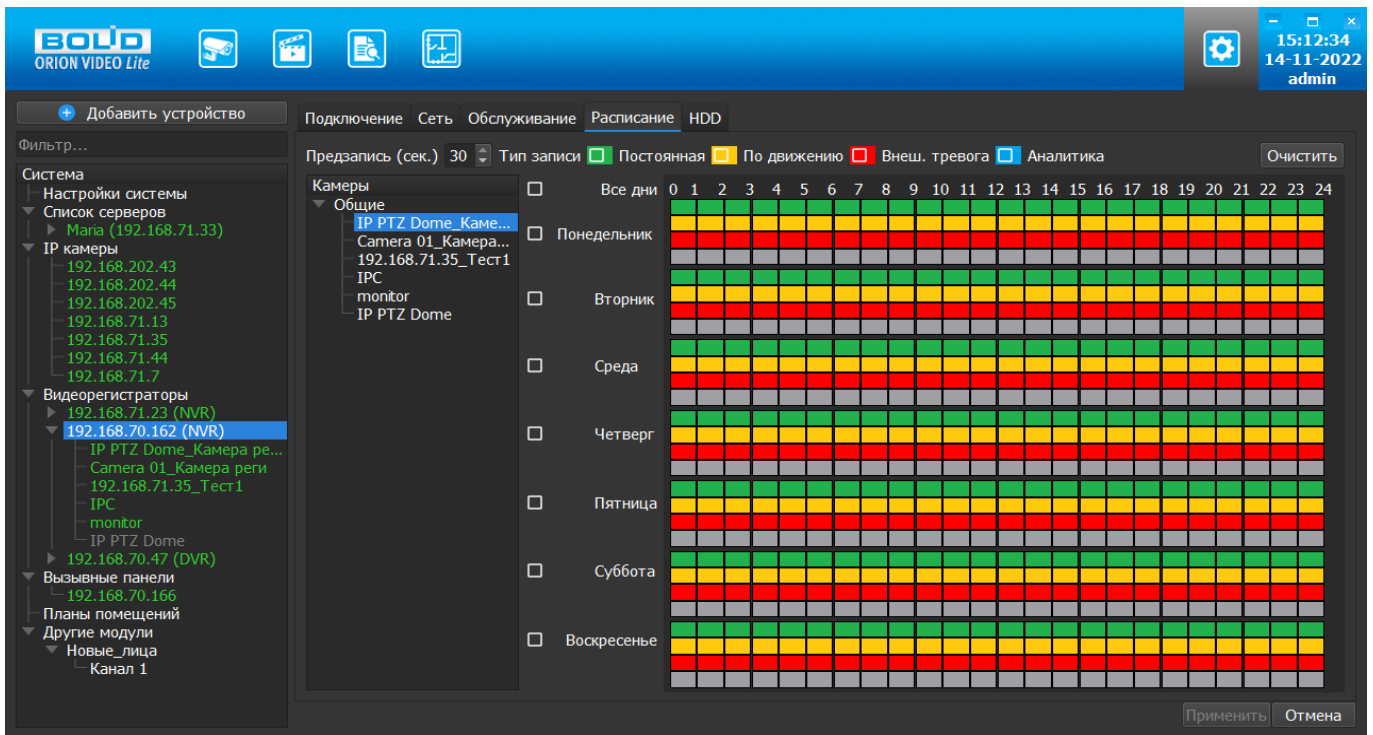 BOLID
ORION VIDEO Lite
15:12:34
14-11-2022
admin
Добавить устройство
Фильтр...
Система
Настройки системы
Список серверов
Maria (192.168.71.33)
IP камеры
192.168.202.43
192.168.202.44
192.168.202.45
192.168.71.13
192.168.71.35
192.168.71.44
192.168.71.7
Видеорегистраторы
192.168.71.23 (NVR)
192.168.70.162 (NVR)
IP PTZ Dome_Камера ре...
Camera 01_Камера реги
192.168.71.35_Тест1
IPC
monitor
IP PTZ Dome
192.168.70.47 (DVR)
Вызывные панели
192.168.70.166
Планы помещений
Другие модули
Новые_лица
Канал 1
Подключение Сеть Обслуживание Расписание HDD
Предзапись (сек.) 30 Тип записи Постоянная По движению Внеш. тревога Аналитика Очистить
Камеры
Общие
IP PTZ Dome_Каме...
Camera 01_Камера...
192.168.71.35_Тест1
IPC
monitor
IP PTZ Dome
Все дни 0 1 2 3 4 5 6 7 8 9 10 11 12 13 14 15 16 17 18 19 20 21 22 23 24
Понедельник
Вторник
Среда
Четверг
Пятница
Суббота
Воскресенье
Применить Отмена